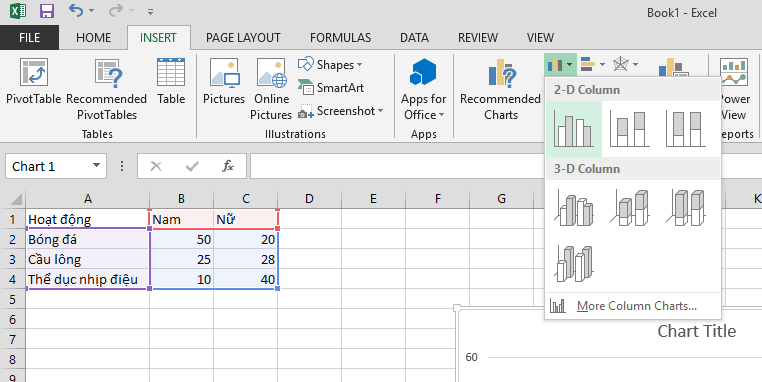 Book1 - Excel
FILE HOME INSERT PAGE LAYOUT FORMULAS DATA REVIEW VIEW
PivotTable Recommended PivotTables Table
Tables
Pictures Online Pictures
Shapes
SmartArt
Screenshot
Illustrations
Apps for Office
Apps
Recommended Charts
Power View
Reports
2-D Column
3-D Column
More Column Charts...
Chart 1
fx
A B C D E F G K
1 Hoạt động Nam Nữ
2 Bóng đá 50 20
3 Cầu lông 25 28
4 Thể dục nhịp điệu 10 40
5
6
7
8
9
Chart Title
60